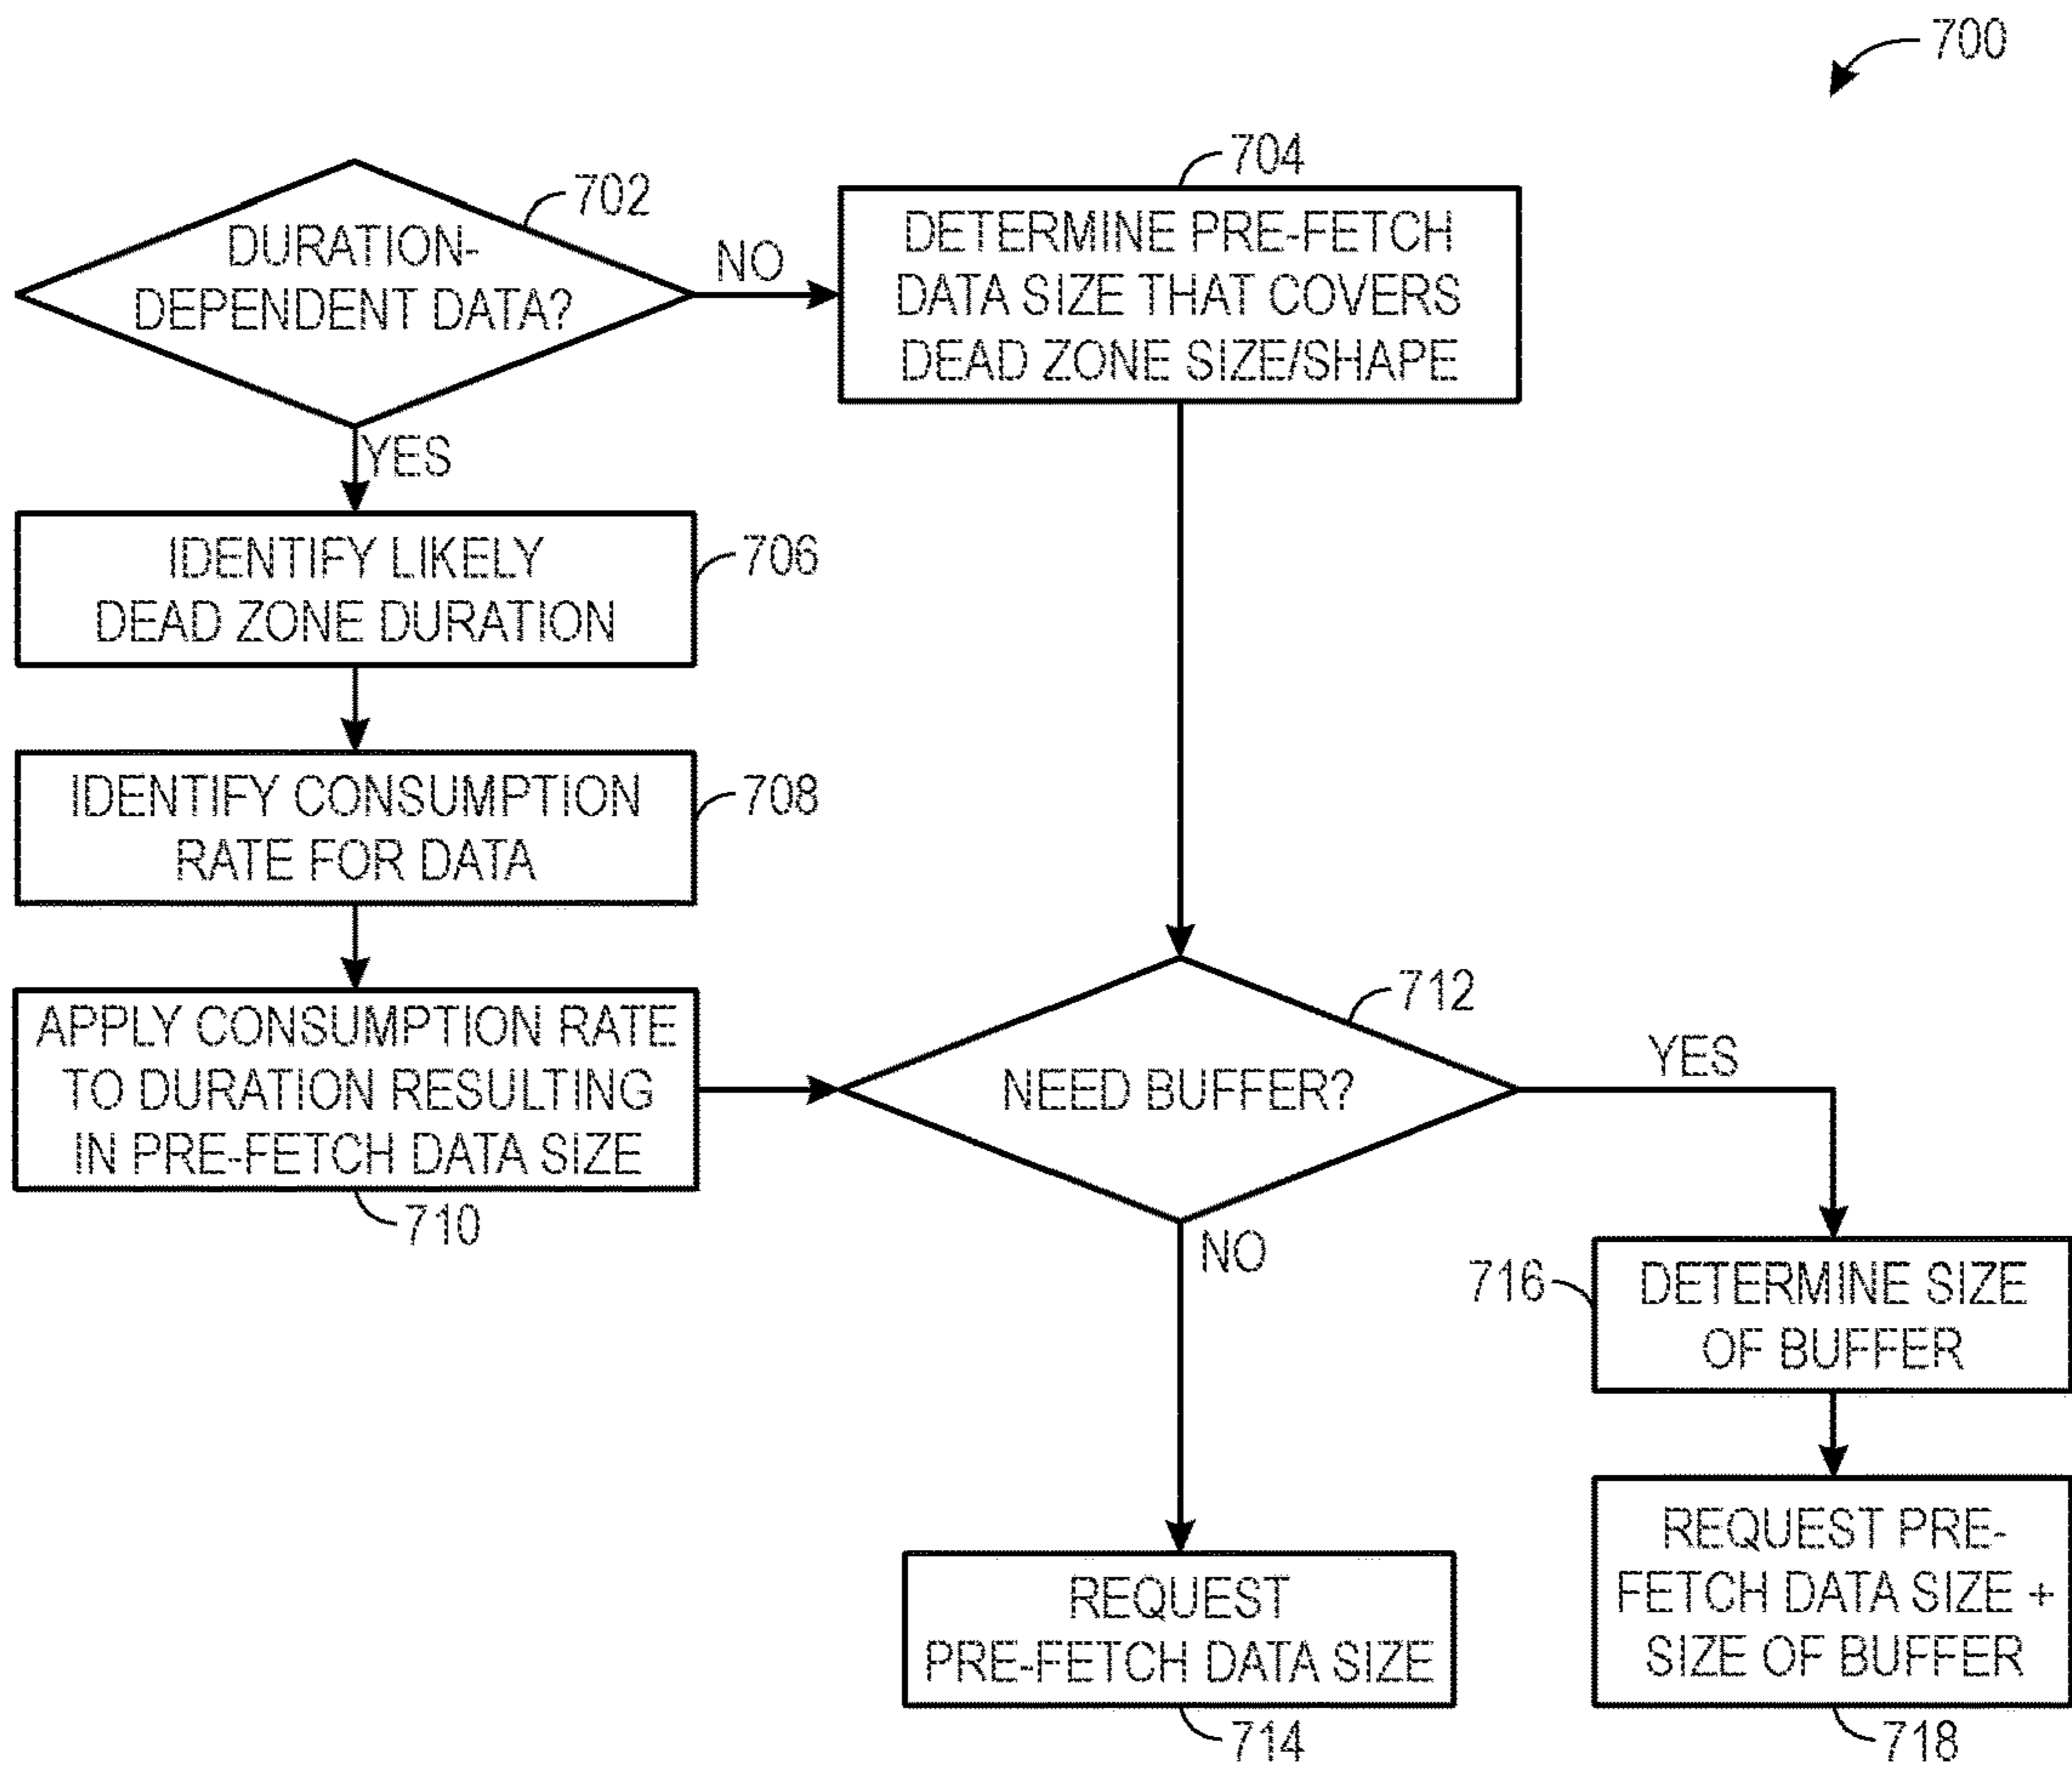 700
702
DURATION-
DEPENDENT DATA?
NO
704
DETERMINE PRE-FETCH
DATA SIZE THAT COVERS
DEAD ZONE SIZE/SHAPE
YES
IDENTIFY LIKELY
DEAD ZONE DURATION
706
IDENTIFY CONSUMPTION
RATE FOR DATA
708
APPLY CONSUMPTION RATE
TO DURATION RESULTING
IN PRE-FETCH DATA SIZE
710
712
NEED BUFFER?
YES
NO
716
DETERMINE SIZE
OF BUFFER
REQUEST
PRE-FETCH DATA SIZE
714
REQUEST PRE-
FETCH DATA SIZE +
SIZE OF BUFFER
718